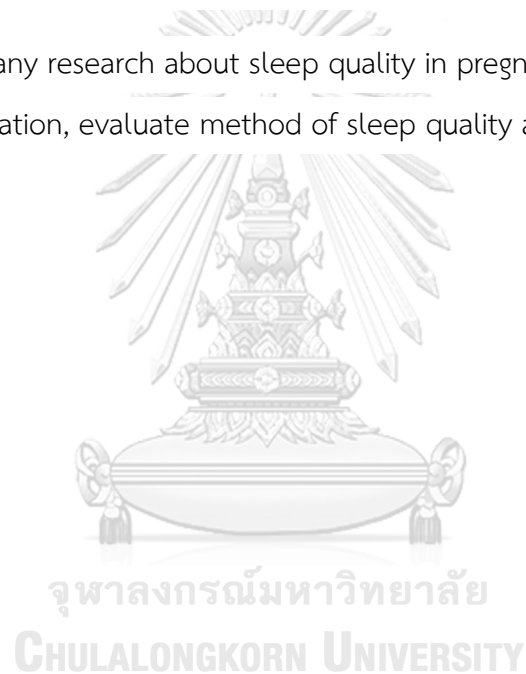 any research about sleep quality in pregn
ation, evaluate method of sleep quality a
จุฬาลงกรณ์มหาวิทยาลัย
CHULALONGKORN UNIVERSITY